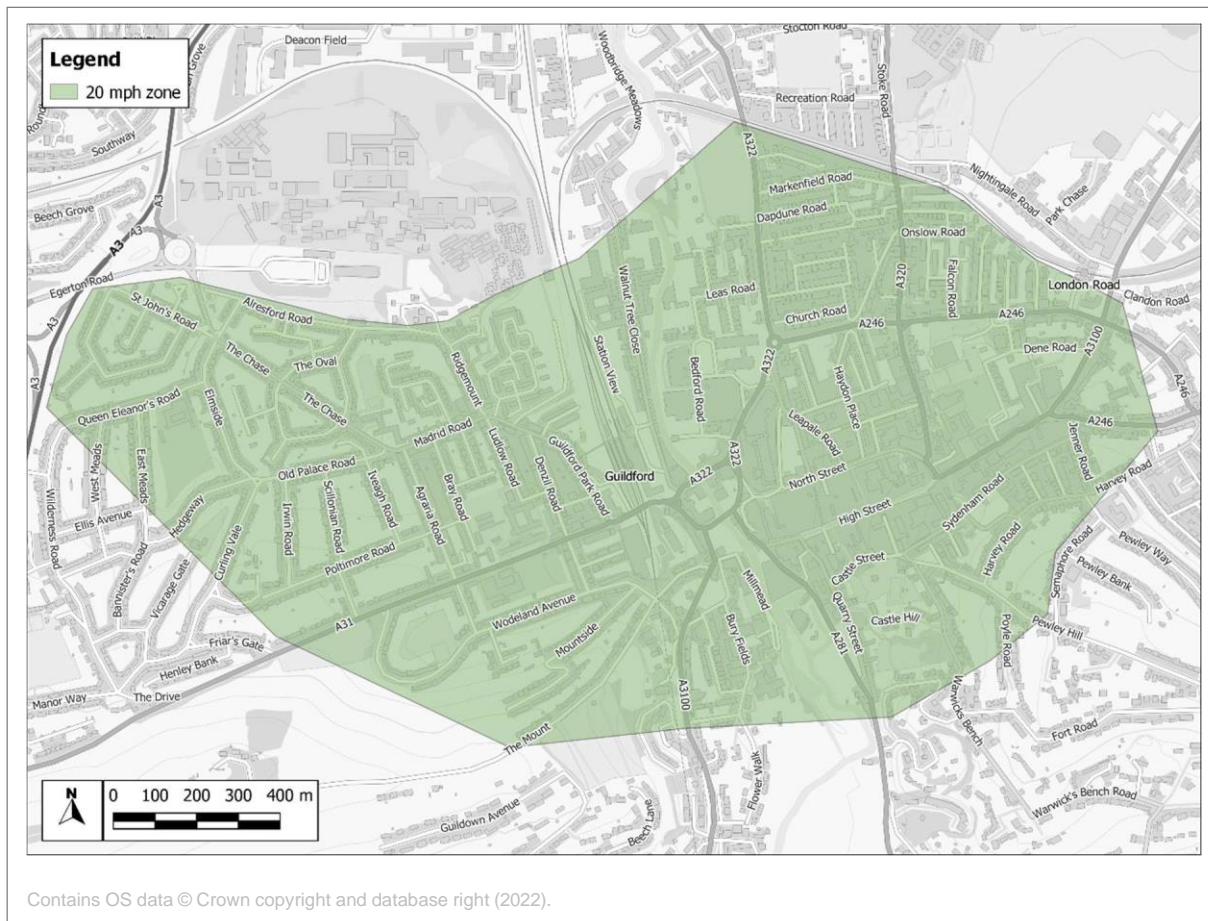 Legend
20 mph zone
Deacon Field
Woodbridge Meadows
Stocton Road
Stoke Road
Recreation Road
Southway
Beech Grove
A3
A3
A3
A3
A3
Egerton Road
A322
Markenfield Road
Dapdune Road
Nightingale Road
Park Chase
Onslow Road
London Road
Clandon Road
St John's Road
Alresford Road
The Chase
The Oval
Ridgemount
Walnut Tree Close
Station View
Leas Road
Church Road
A246
A246
A320
Falcon Road
Dene Road
A3100
A246
A246
Queen Eleanor's Road
Elmside
The Chase
Madrid Road
Ludlow Road
Bedford Road
A322
Haydon Place
Leapale Road
Jenner Road
Harvey Road
West Meads
East Meads
Old Palace Road
Iveagh Road
Bray Road
Denzil Road
Guildford Park Road
Guildford
A322
A322
North Street
High Street
Sydenham Road
Wilderness Road
Ellis Avenue
Hedgeway
Irwin Road
Scillonian Road
Agraria Road
Poltimore Road
Curling Vale
Bannister's Road
Vicarage Gate
Harvey Road
Semaphore Road
Pewley Way
Pewley Bank
Castle Street
Millmead
Quarry Street
A281
Castle Hill
Poyle Road
Pewley Hill
Friar's Gate
A31
Wodeland Avenue
Mountside
Bury Fields
Henley Bank
Manor Way
The Drive
A3100
The Mount
Warwicks Bench
Fort Road
Flower Walk
Warwick's Bench Road
Guildown Avenue
Beech Lane
N
0 100 200 300 400 m
Contains OS data © Crown copyright and database right (2022).